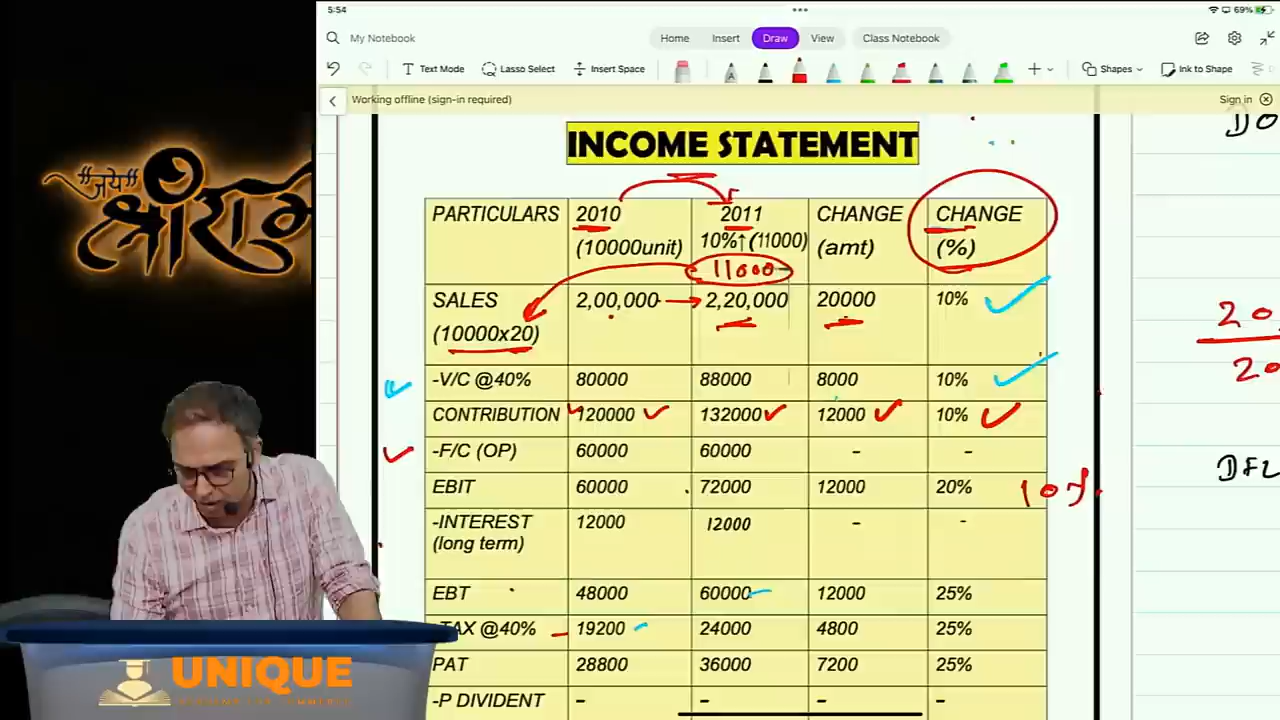 5:54
69%
My Notebook
Home
Insert
Draw
View
Class Notebook
Text Mode
Lasso Select
Insert Space
Shapes
Ink to Shape
Working offline (sign-in required)
Sign in
INCOME STATEMENT
PARTICULARS 2010 (10000unit) 2011 10%↑(11000) 11000 CHANGE (amt) CHANGE (%)
SALES (10000x20) 2,00,000 2,20,000 20000 10%
-V/C @40% 80000 88000 8000 10%
CONTRIBUTION 120000 132000 12000 10%
-F/C (OP) 60000 60000 – –
EBIT 60000 72000 12000 20%
10%
-INTEREST (long term) 12000 12000 – -
EBT 48000 60000 12000 25%
-TAX @40% 19200 24000 4800 25%
PAT 28800 36000 7200 25%
-P DIVIDENT – – – –
"जय"
श्री राम
UNIQUE